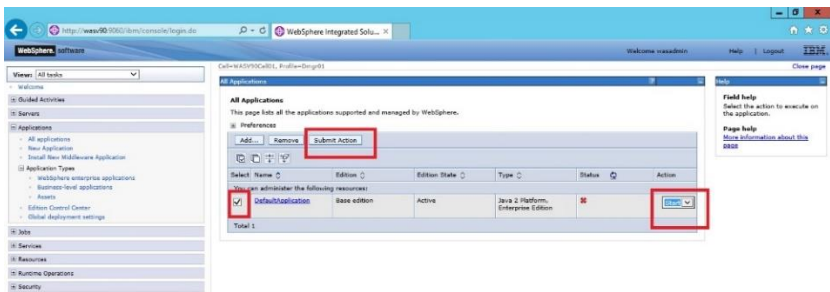 http://wasv90:9060/ibm/console/login.do
WebSphere Integrated Solu...
WebSphere. software
Welcome wasadmin
Help | Logout
IBM.
View: All tasks
Cell=WASV90Cell01, Profile=Dmgr01
Close page
Welcome
Guided Activities
Servers
Applications
All applications
New Application
Install New Middleware Application
Application Types
WebSphere enterprise applications
Business-level applications
Assets
Edition Control Center
Global deployment settings
Jobs
Services
Resources
Runtime Operations
Security
All Applications
All Applications
This page lists all the applications supported and managed by WebSphere.
Preferences
Add... Remove Submit Action
Select Name Edition Edition State Type Status Action
You can administer the following resources:
DefaultApplication Base edition Active Java 2 Platform, Enterprise Edition Start
Total 1
Help
Field help
Select the action to execute on
the application.
Page help
More information about this
page